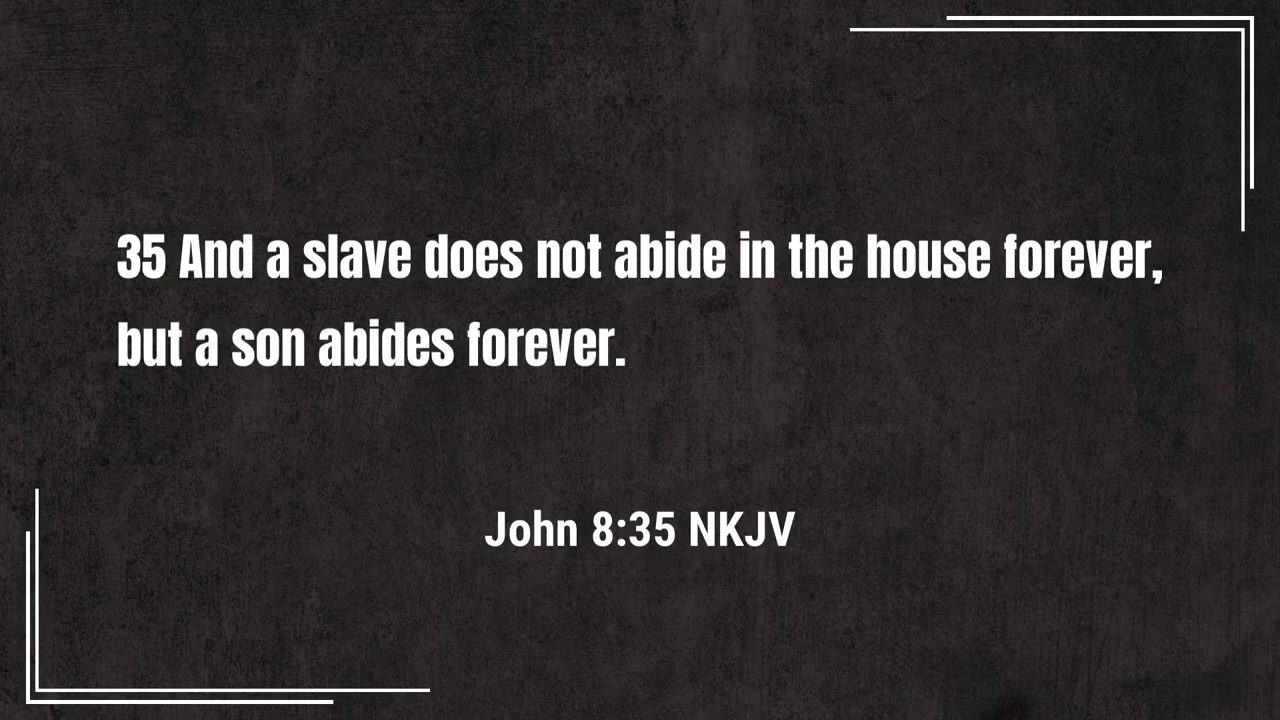 35 And a slave does not abide in the house forever,
but a son abides forever.
John 8:35 NKJV